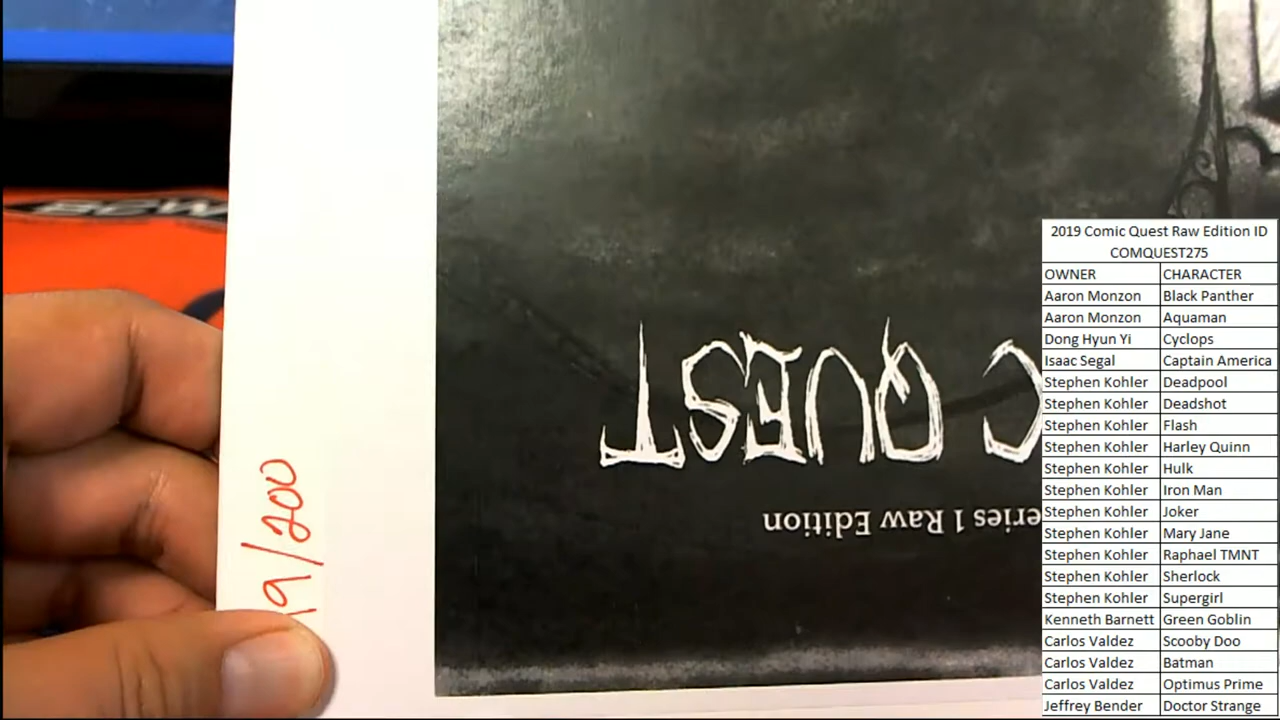 C QUEST
eries 1 Raw Edition
9/200
2019 Comic Quest Raw Edition ID
COMQUEST275
OWNER CHARACTER
Aaron Monzon Black Panther
Aaron Monzon Aquaman
Dong Hyun Yi Cyclops
Isaac Segal Captain America
Stephen Kohler Deadpool
Stephen Kohler Deadshot
Stephen Kohler Flash
Stephen Kohler Harley Quinn
Stephen Kohler Hulk
Stephen Kohler Iron Man
Stephen Kohler Joker
Stephen Kohler Mary Jane
Stephen Kohler Raphael TMNT
Stephen Kohler Sherlock
Stephen Kohler Supergirl
Kenneth Barnett Green Goblin
Carlos Valdez Scooby Doo
Carlos Valdez Batman
Carlos Valdez Optimus Prime
Jeffrey Bender Doctor Strange